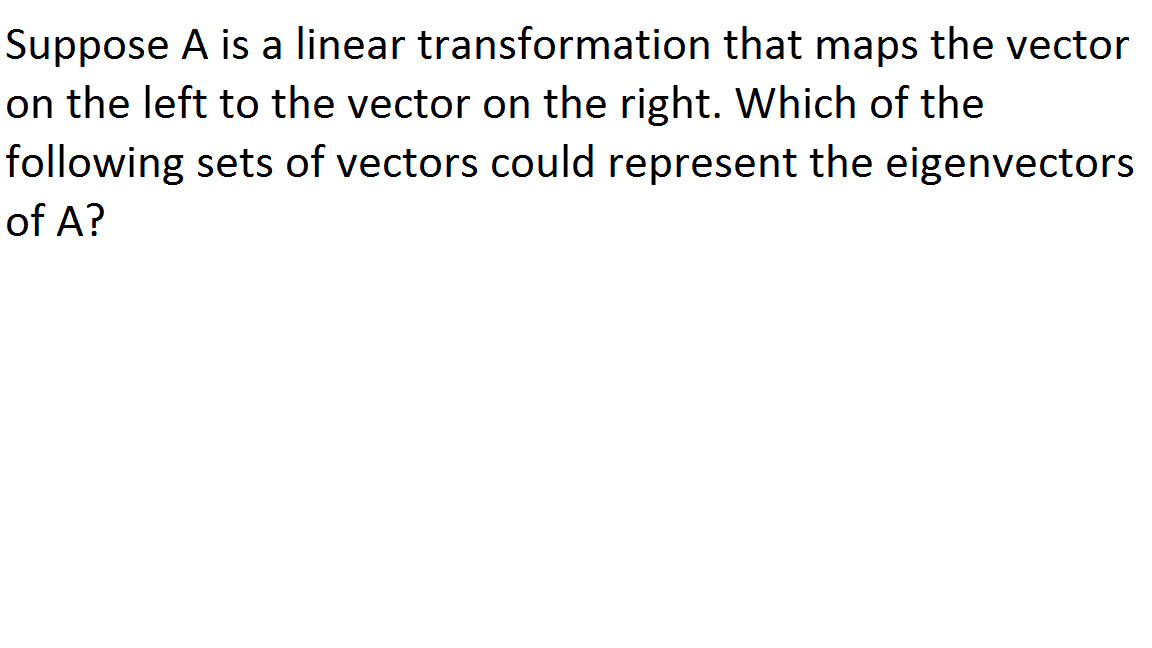 Suppose A is a linear transformation that maps the vector
on the left to the vector on the right. Which of the
following sets of vectors could represent the eigenvectors
of A?